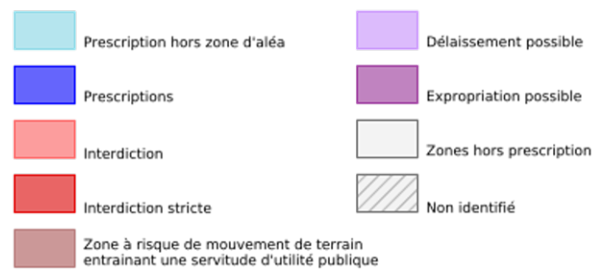 Prescription hors zone d'aléa
Prescriptions
Interdiction
Interdiction stricte
Zone à risque de mouvement de terrain
entrainant une servitude d'utilité publique
Délaissement possible
Expropriation possible
Zones hors prescription
Non identifié